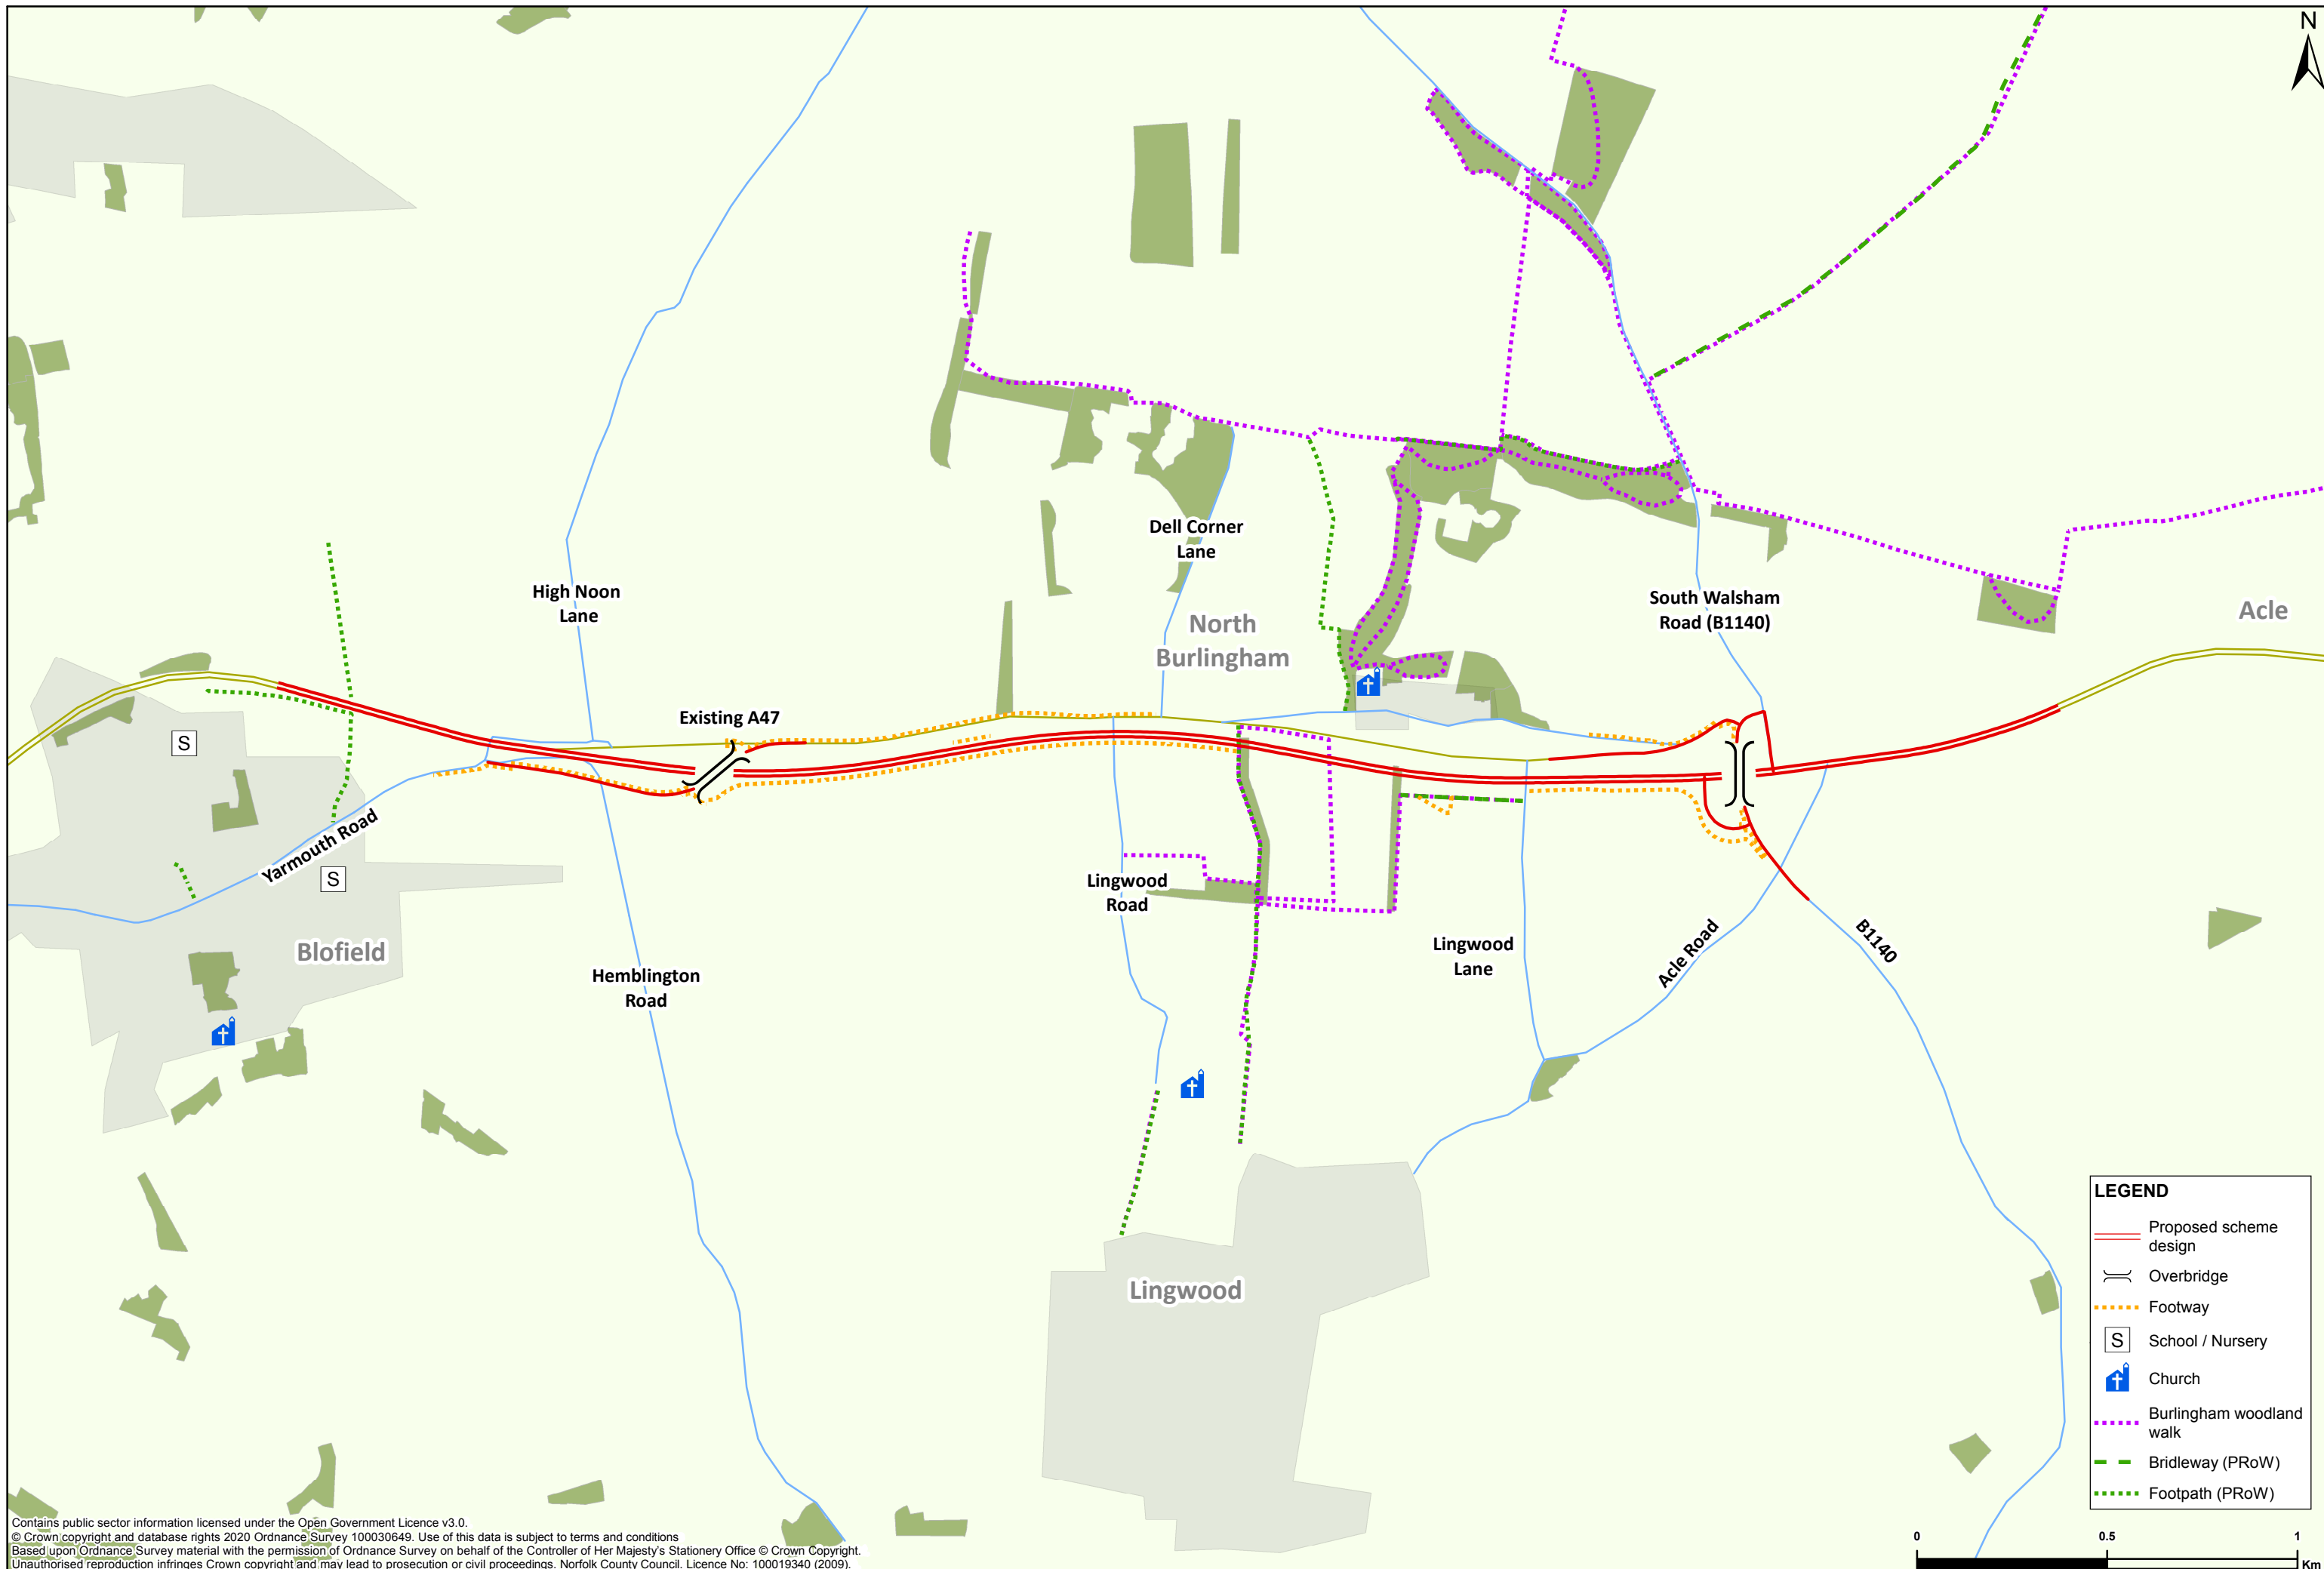 N
Dell Corner
Lane
High Noon
Lane
South Walsham
Road (B1140)
Acle
North
Burlingham
Existing A47
S
Yarmouth Road
S
Lingwood
Road
Blofield
Hemblington
Road
Lingwood
Lane
Acle Road
B1140
Lingwood
LEGEND
Proposed scheme
design
Overbridge
Footway
S School / Nursery
Church
Burlingham woodland
walk
Bridleway (PRoW)
Footpath (PRoW)
0 0.5 1
Km
Contains public sector information licensed under the Open Government Licence v3.0.
© Crown copyright and database rights 2020 Ordnance Survey 100030649. Use of this data is subject to terms and conditions
Based upon Ordnance Survey material with the permission of Ordnance Survey on behalf of the Controller of Her Majesty's Stationery Office © Crown Copyright.
Unauthorised reproduction infringes Crown copyright and may lead to prosecution or civil proceedings. Norfolk County Council. Licence No: 100019340 (2009).